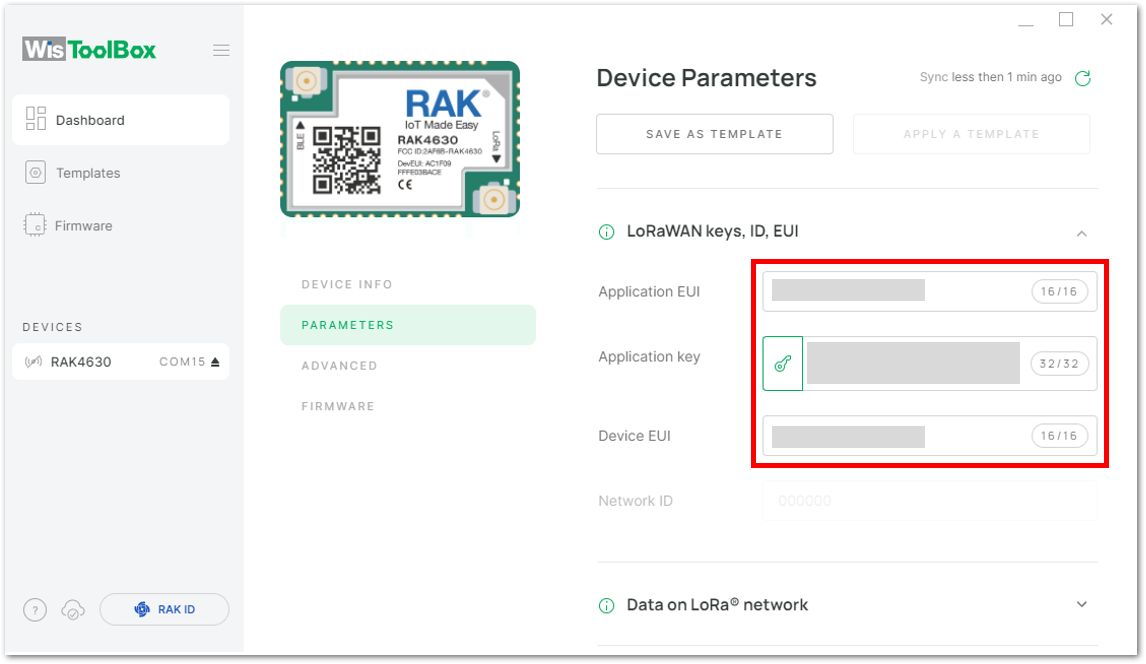 WisToolBox
Dashboard
Templates
Firmware
DEVICES
RAK4630 COM15
?
RAK ID
RAK®
IoT Made Easy
RAK4630
FCC ID:2AF6B-RAK4630
DevEUI: AC1F09
FFFE03BACE
CE
BLE
LoRa
DEVICE INFO
PARAMETERS
ADVANCED
FIRMWARE
Device Parameters
Sync less then 1 min ago
SAVE AS TEMPLATE
APPLY A TEMPLATE
LoRaWAN keys, ID, EUI
Application EUI 16/16
Application key 32/32
Device EUI 16/16
Network ID 000000
Data on LoRa® network